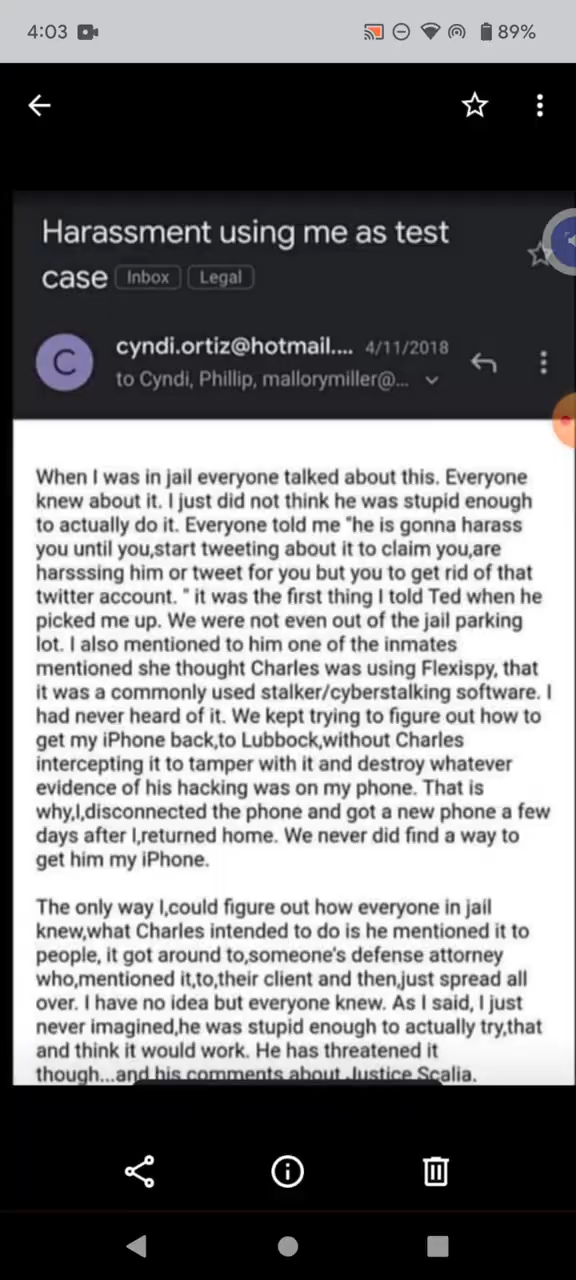 4:03
89%
Harassment using me as test
case Inbox Legal
C
cyndi.ortiz@hotmail.... 4/11/2018
to Cyndi, Phillip, mallorymiller@...
When I was in jail everyone talked about this. Everyone
knew about it. I just did not think he was stupid enough
to actually do it. Everyone told me "he is gonna harass
you until you,start tweeting about it to claim you,are
harsssing him or tweet for you but you to get rid of that
twitter account. " it was the first thing I told Ted when he
picked me up. We were not even out of the jail parking
lot. I also mentioned to him one of the inmates
mentioned she thought Charles was using Flexispy, that
it was a commonly used stalker/cyberstalking software. I
had never heard of it. We kept trying to figure out how to
get my iPhone back,to Lubbock,without Charles
intercepting it to tamper with it and destroy whatever
evidence of his hacking was on my phone. That is
why,I,disconnected the phone and got a new phone a few
days after I,returned home. We never did find a way to
get him my iPhone.
The only way I,could figure out how everyone in jail
knew,what Charles intended to do is he mentioned it to
people, it got around to,someone's defense attorney
who,mentioned it,to,their client and then,just spread all
over. I have no idea but everyone knew. As I said, I just
never imagined,he was stupid enough to actually try,that
and think it would work. He has threatened it
though...and his comments about Justice Scalia.